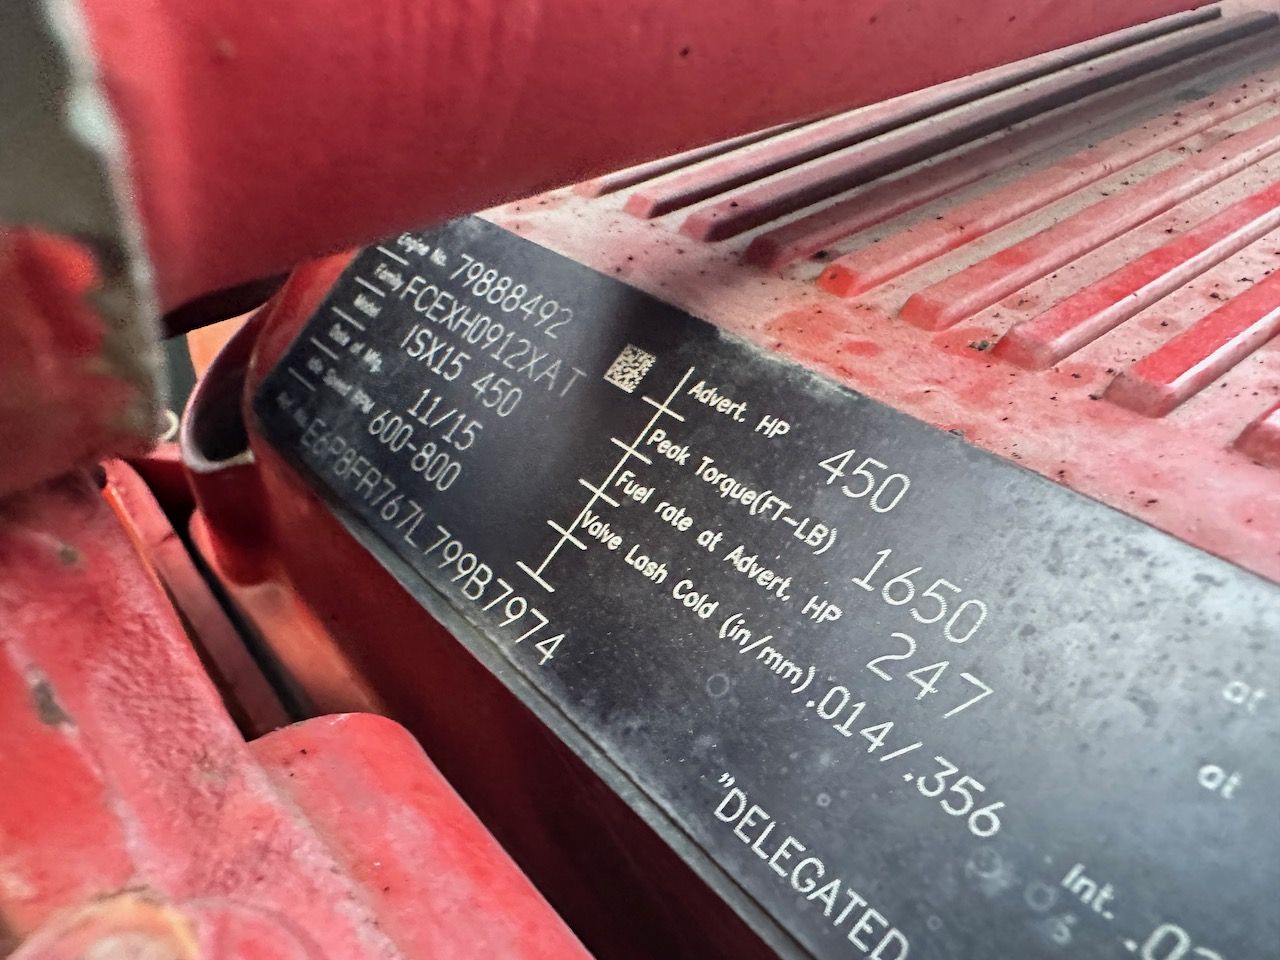 Engine No. 79888492
Family FCEXH0912XAT
Model ISX15 450
Date of Mfg. 11/15
Speed RPM 600-800
Ref. No. E6P8FR767L799B7974
Advert. HP 450
Peak Torque(FT-LB) 1650 at
Fuel rate at Advert. HP 247 at
Valve Lash Cold (in/mm) .014/.356 Int.
"DELEGATED